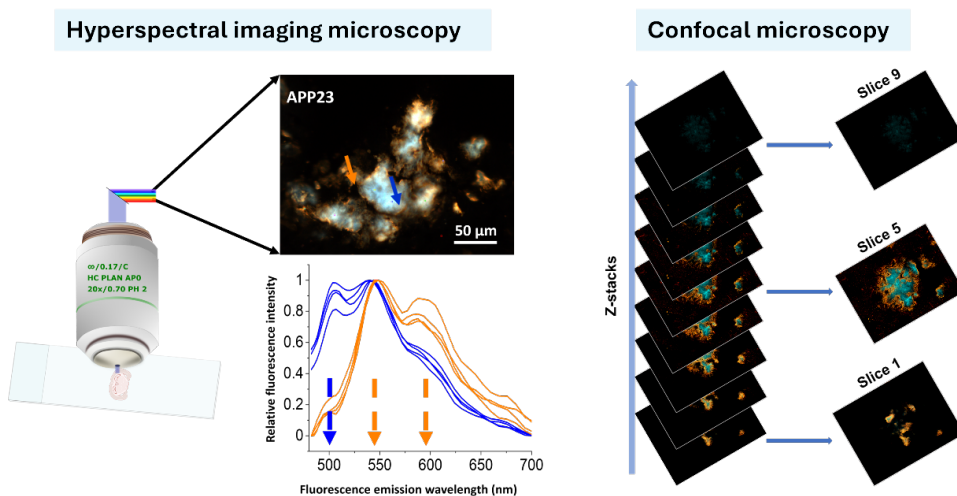 Hyperspectral imaging microscopy
Confocal microscopy
APP23
50 µm
∞/0.17/C
HC PLAN APO
20x/0.70 PH 2
Relative fluorescence intensity
1
0.8
0.6
0.4
0.2
0
500
550
600
650
700
Fluorescence emission wavelength (nm)
Z-stacks
Slice 9
Slice 5
Slice 1